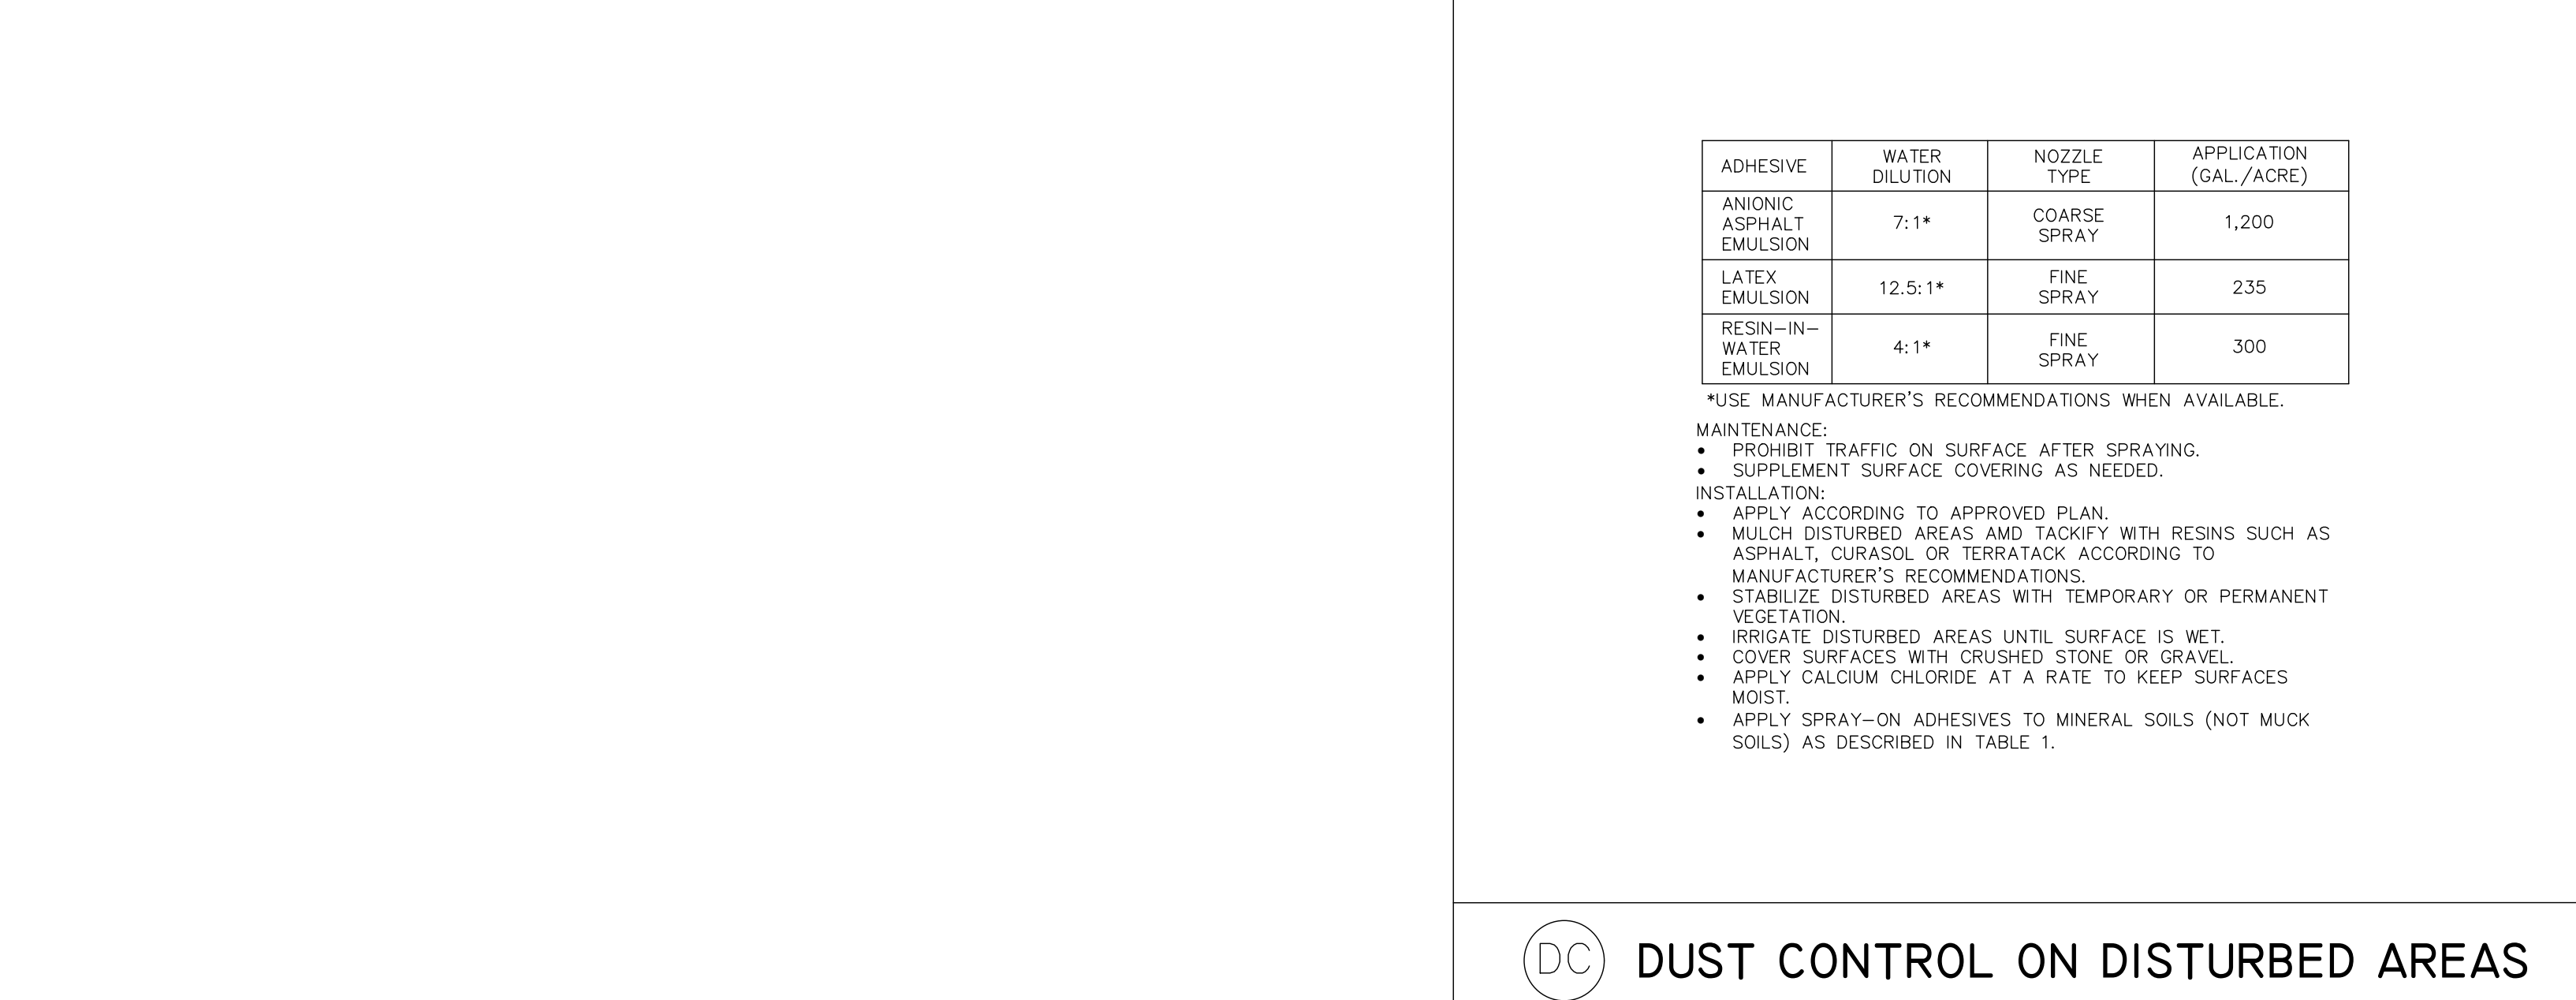 ADHESIVE
WATER
DILUTION
NOZZLE
TYPE
APPLICATION
(GAL./ACRE)
ANIONIC
ASPHALT
EMULSION
7:1*
COARSE
SPRAY
1,200
LATEX
EMULSION
12.5:1*
FINE
SPRAY
235
RESIN-IN-
WATER
EMULSION
4:1*
FINE
SPRAY
300
*USE MANUFACTURER'S RECOMMENDATIONS WHEN AVAILABLE.
MAINTENANCE:
• PROHIBIT TRAFFIC ON SURFACE AFTER SPRAYING.
• SUPPLEMENT SURFACE COVERING AS NEEDED.
INSTALLATION:
• APPLY ACCORDING TO APPROVED PLAN.
• MULCH DISTURBED AREAS AMD TACKIFY WITH RESINS SUCH AS
ASPHALT, CURASOL OR TERRATACK ACCORDING TO
MANUFACTURER'S RECOMMENDATIONS.
• STABILIZE DISTURBED AREAS WITH TEMPORARY OR PERMANENT
VEGETATION.
• IRRIGATE DISTURBED AREAS UNTIL SURFACE IS WET.
• COVER SURFACES WITH CRUSHED STONE OR GRAVEL.
• APPLY CALCIUM CHLORIDE AT A RATE TO KEEP SURFACES
MOIST.
• APPLY SPRAY-ON ADHESIVES TO MINERAL SOILS (NOT MUCK
SOILS) AS DESCRIBED IN TABLE 1.
DC DUST CONTROL ON DISTURBED AREAS